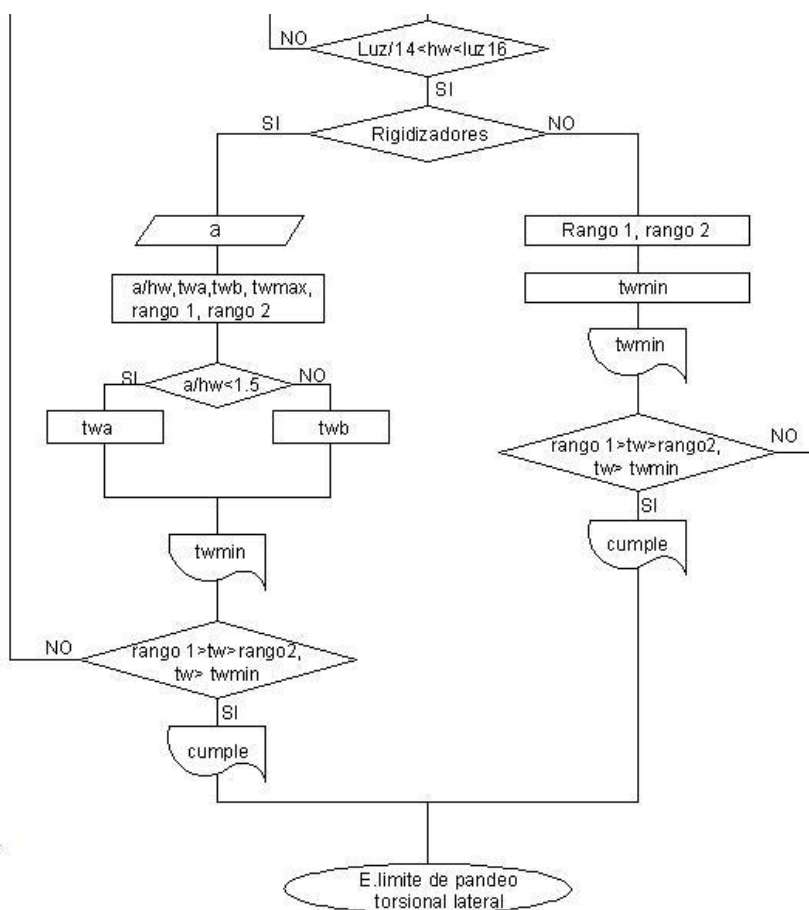 NO
Luz/14<hw<luz16
SI
SI
Rigidizadores
NO
a
Rango 1, rango 2
a/hw,twa,twb, twmax,
rango 1, rango 2
twmin
twmin
SI
a/hw<1.5
NO
twa
twb
rango 1>tw>rango2,
tw> twmin
NO
SI
twmin
cumple
NO
rango 1>tw>rango2,
tw> twmin
SI
cumple
E.limite de pandeo
torsional lateral